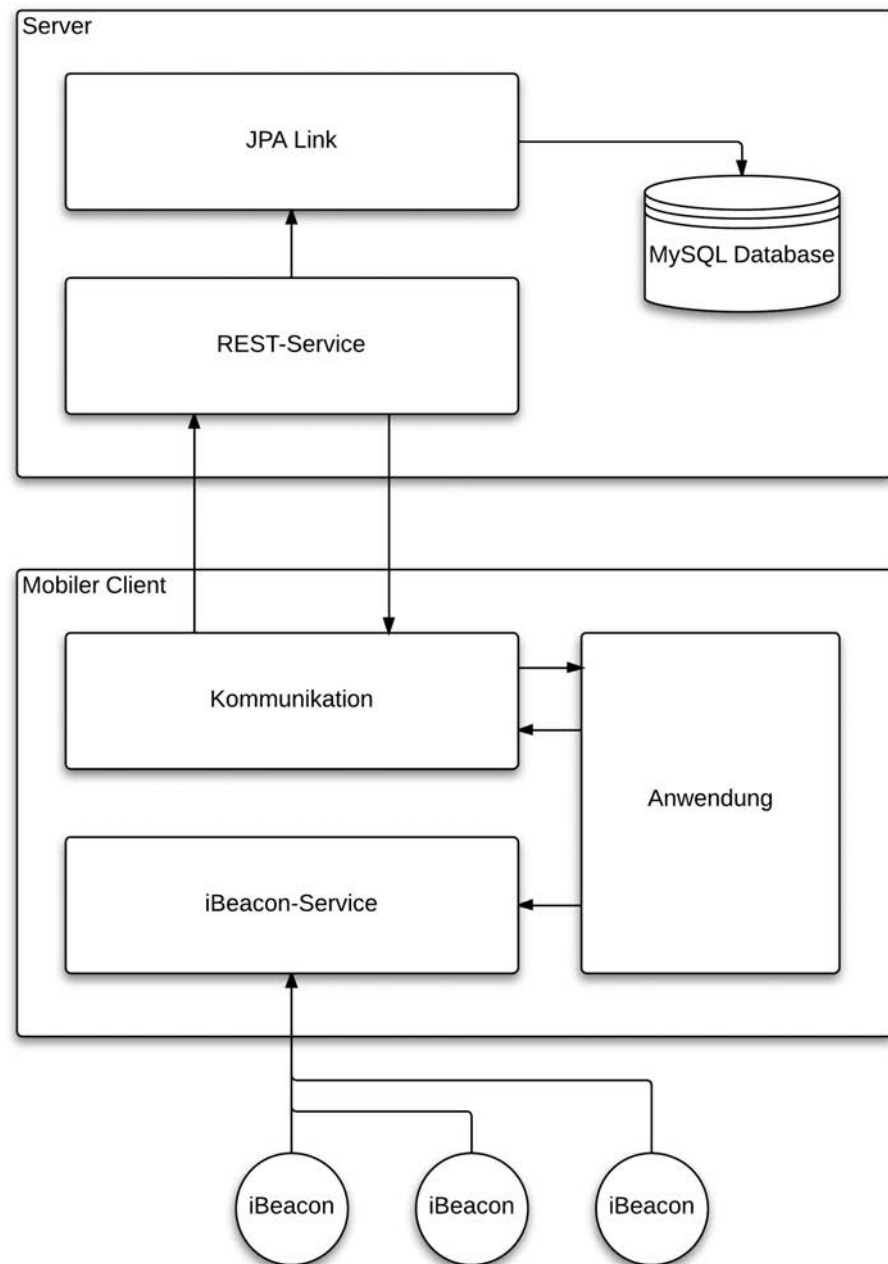 Server
JPA Link
MySQL Database
REST-Service
Mobiler Client
Kommunikation
Anwendung
iBeacon-Service
iBeacon
iBeacon
iBeacon